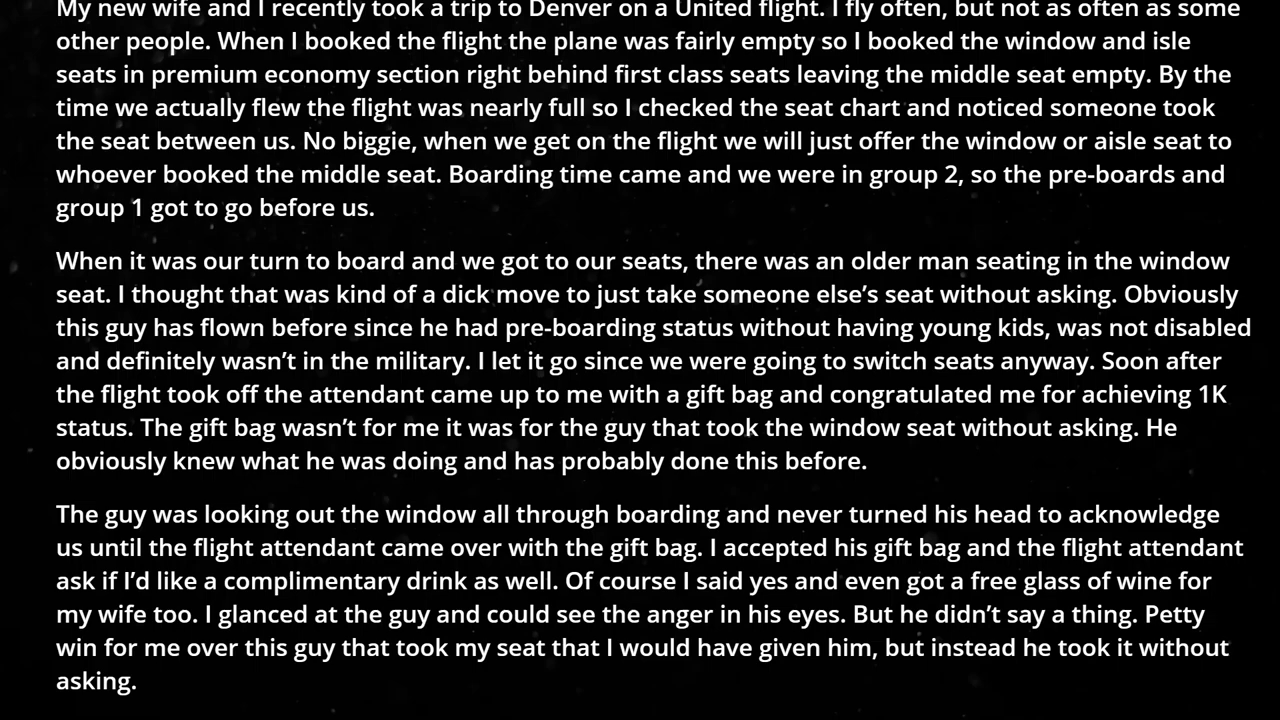 My new wife and I recently took a trip to Denver on a United flight. I fly often, but not as often as some
other people. When I booked the flight the plane was fairly empty so I booked the window and isle
seats in premium economy section right behind first class seats leaving the middle seat empty. By the
time we actually flew the flight was nearly full so I checked the seat chart and noticed someone took
the seat between us. No biggie, when we get on the flight we will just offer the window or aisle seat to
whoever booked the middle seat. Boarding time came and we were in group 2, so the pre-boards and
group 1 got to go before us.
When it was our turn to board and we got to our seats, there was an older man seating in the window
seat. I thought that was kind of a dick move to just take someone else’s seat without asking. Obviously
this guy has flown before since he had pre-boarding status without having young kids, was not disabled
and definitely wasn’t in the military. I let it go since we were going to switch seats anyway. Soon after
the flight took off the attendant came up to me with a gift bag and congratulated me for achieving 1K
status. The gift bag wasn’t for me it was for the guy that took the window seat without asking. He
obviously knew what he was doing and has probably done this before.
The guy was looking out the window all through boarding and never turned his head to acknowledge
us until the flight attendant came over with the gift bag. I accepted his gift bag and the flight attendant
ask if I’d like a complimentary drink as well. Of course I said yes and even got a free glass of wine for
my wife too. I glanced at the guy and could see the anger in his eyes. But he didn’t say a thing. Petty
win for me over this guy that took my seat that I would have given him, but instead he took it without
asking.